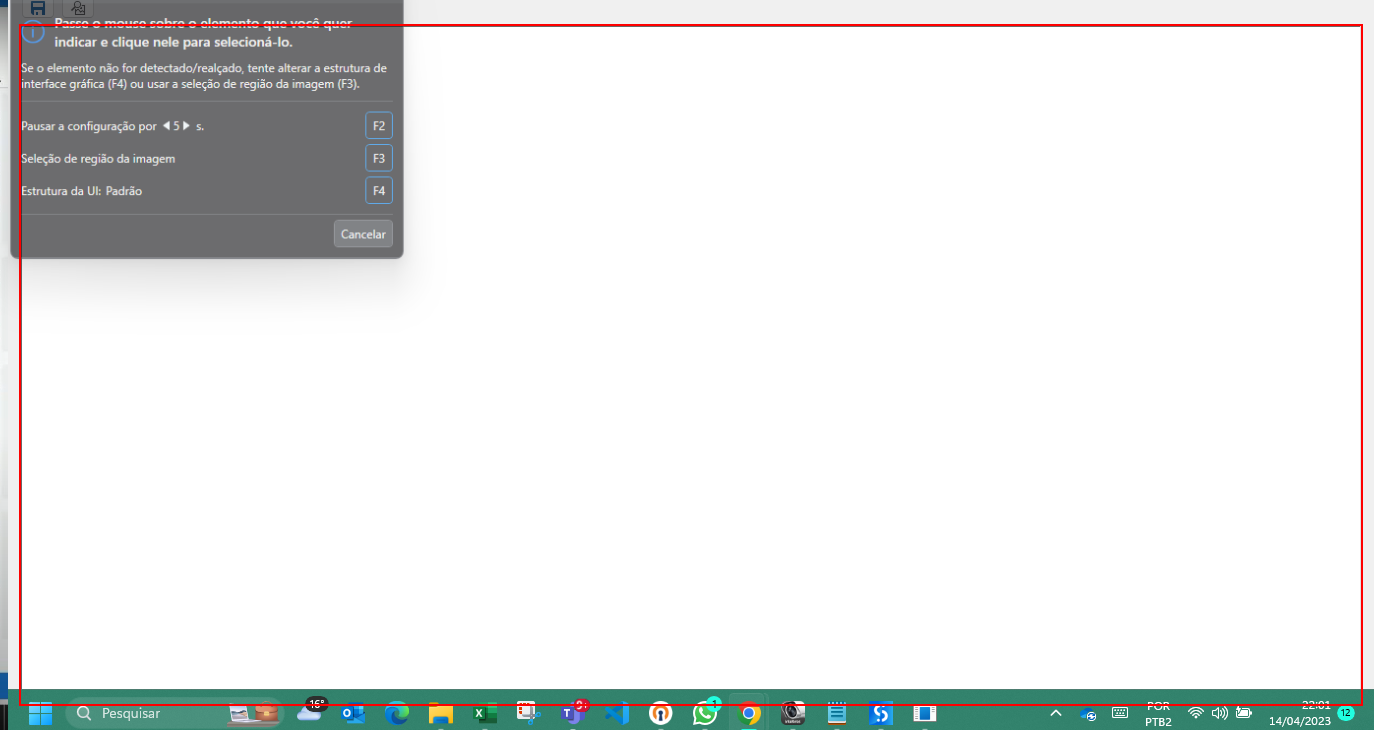 Passe o mouse sobre o elemento que você quer
indicar e clique nele para selecioná-lo.
Se o elemento não for detectado/realçado, tente alterar a estrutura de
interface gráfica (F4) ou usar a seleção de região da imagem (F3).
Pausar a configuração por 5 s.
F2
Seleção de região da imagem
F3
Estrutura da UI: Padrão
F4
Cancelar
Pesquisar
16°
1
POR
PTB2
22:01
14/04/2023
12